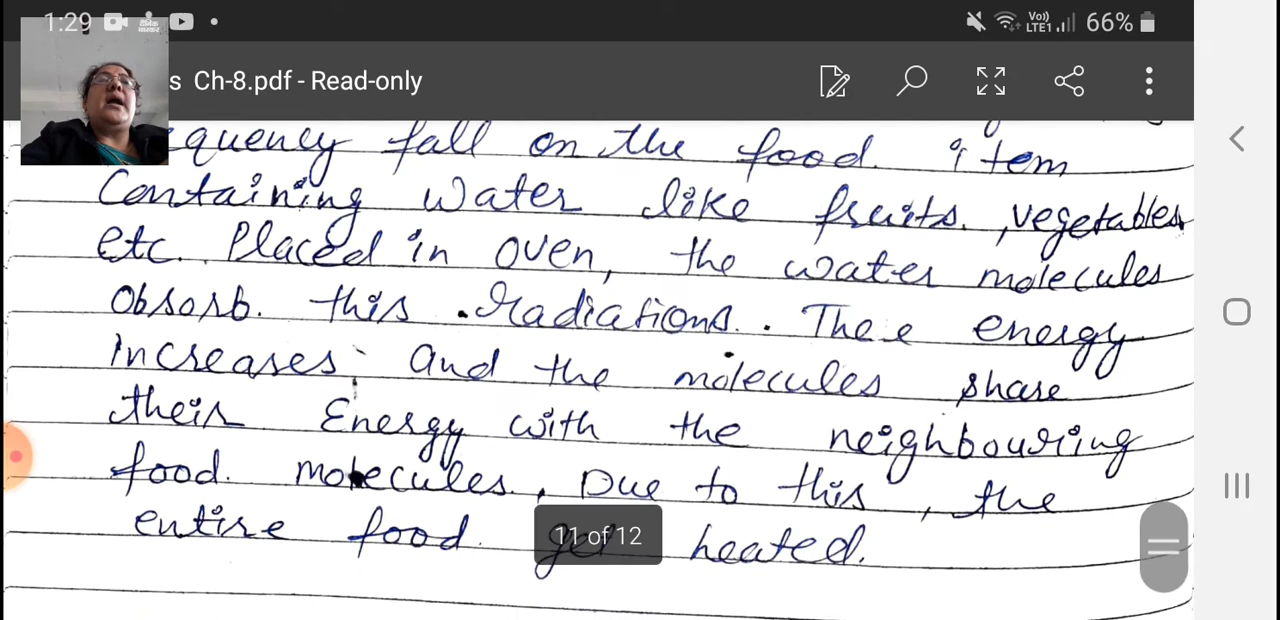 1:29
Vo))
LTE1
66%
s Ch-8.pdf - Read-only
quency fall on the food. item
Containing water like fruits, vegetables
etc. Placed in oven, the water molecules
Obsorb. this radiations. The energy
increases, and the molecules share
their Energy with the neighbouring
food. molecules. Due to this, the
entire food get heated.
11 of 12